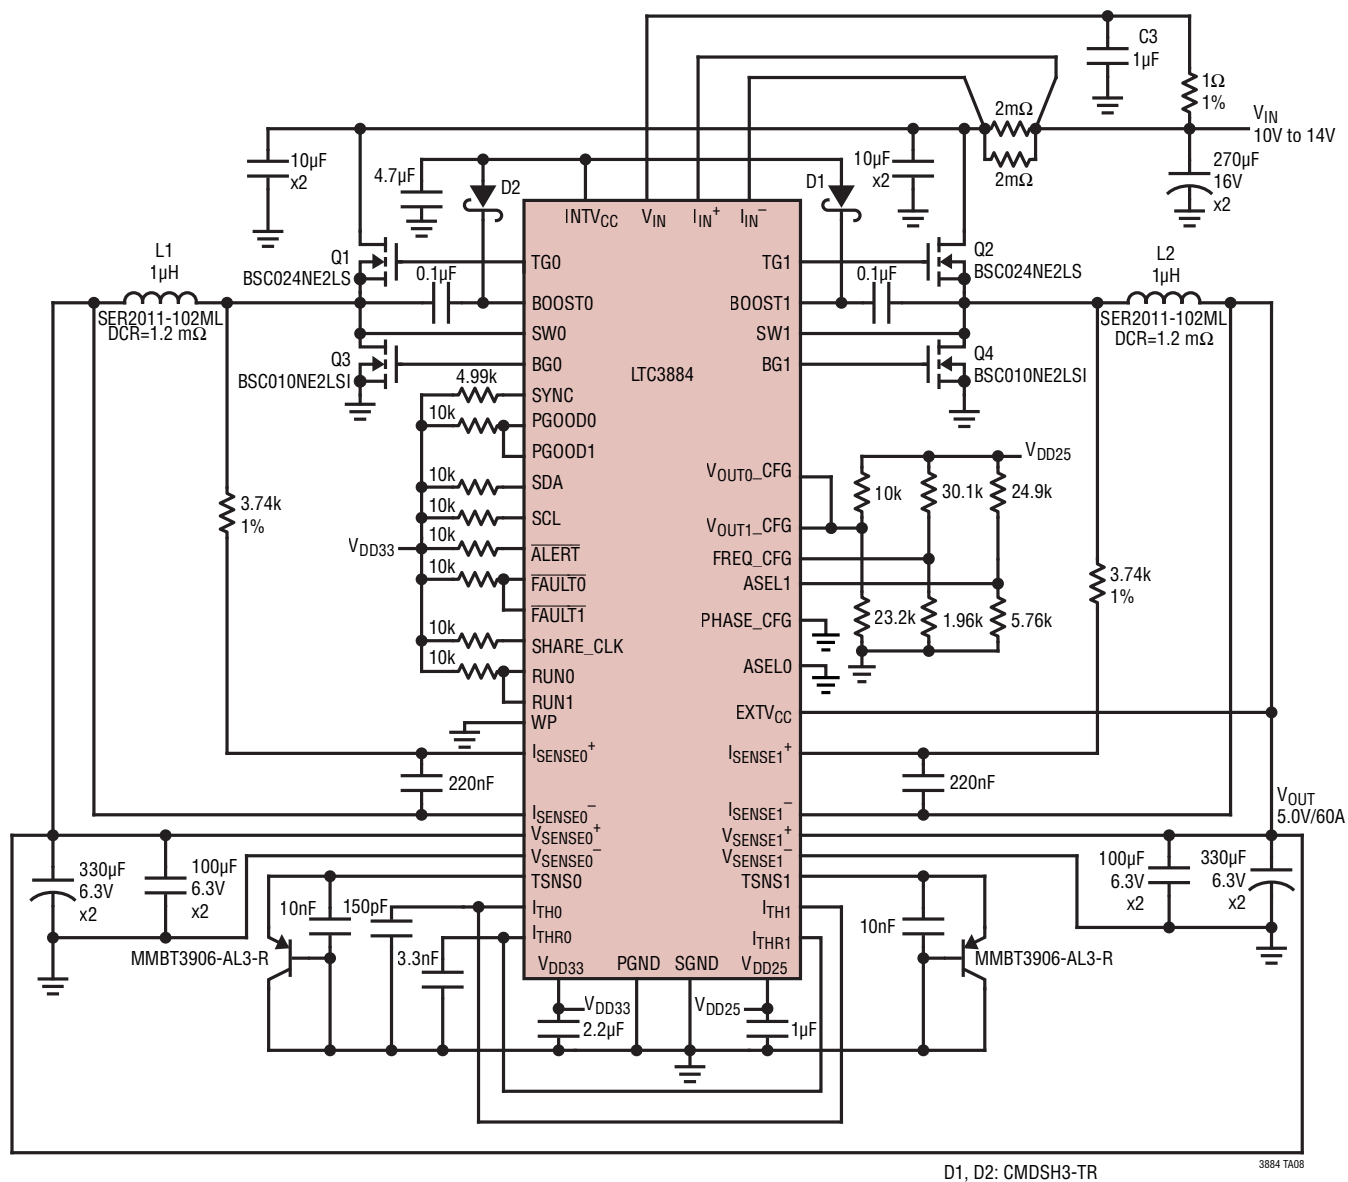 C3
1µF
1Ω
1%
2mΩ
2mΩ
VIN
10V to 14V
270µF
16V
x2
10µF
x2
4.7µF
D2
D1
10µF
x2
INTVCC
VIN
IIN+
IIN–
Q1
BSC024NE2LS
Q2
BSC024NE2LS
L1
1µH
SER2011-102ML
DCR=1.2 mΩ
L2
1µH
SER2011-102ML
DCR=1.2 mΩ
0.1µF
0.1µF
TG0
BOOST0
SW0
BG0
TG1
BOOST1
SW1
BG1
LTC3884
Q3
BSC010NE2LSI
Q4
BSC010NE2LSI
4.99k
SYNC
10k
PGOOD0
PGOOD1
10k
SDA
10k
SCL
VDD33
10k
ALERT
10k
FAULT0
FAULT1
10k
SHARE_CLK
10k
RUN0
RUN1
WP
3.74k
1%
VOUT0_CFG
VOUT1_CFG
FREQ_CFG
ASEL1
PHASE_CFG
ASEL0
EXTVCC
VDD25
10k
30.1k
24.9k
23.2k
1.96k
5.76k
3.74k
1%
ISENSE0+
220nF
ISENSE0–
VSENSE0+
VSENSE0–
TSNS0
ITH0
ITHR0
ISENSE1+
220nF
ISENSE1–
VSENSE1+
VSENSE1–
TSNS1
ITH1
ITHR1
VOUT
5.0V/60A
330µF
6.3V
x2
100µF
6.3V
x2
100µF
6.3V
x2
330µF
6.3V
x2
10nF
150pF
3.3nF
MMBT3906-AL3-R
10nF
MMBT3906-AL3-R
VDD33
PGND
SGND
VDD25
VDD33
2.2µF
VDD25
1µF
3884 TA08
D1, D2: CMDSH3-TR